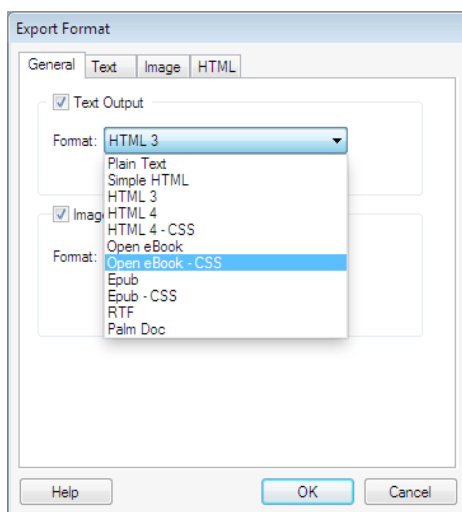 Export Format
General Text Image HTML
Text Output
Format: HTML 3
Plain Text
Simple HTML
HTML 3
Imag HTML 4
HTML 4 - CSS
Open eBook
Format: Open eBook - CSS
Epub
Epub - CSS
RTF
Palm Doc
Help OK Cancel